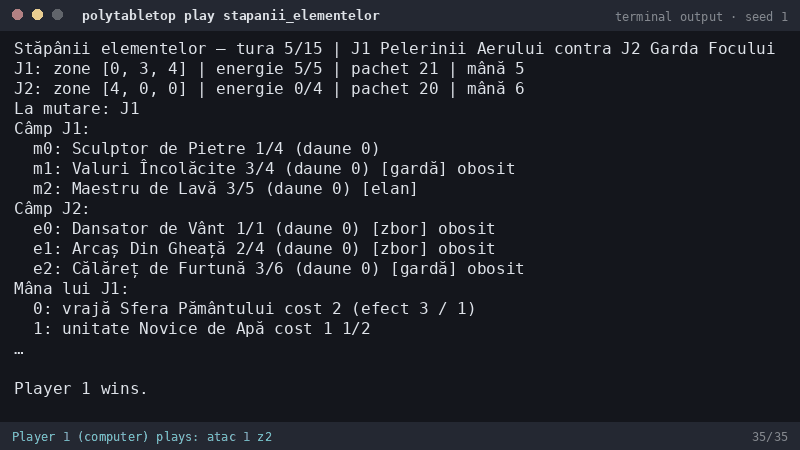 polytabletop play stapanii_elementelor
terminal output · seed 1
Stăpânii elementelor — tura 5/15 | J1 Pelerinii Aerului contra J2 Garda Focului
J1: zone [0, 3, 4] | energie 5/5 | pachet 21 | mână 5
J2: zone [4, 0, 0] | energie 0/4 | pachet 20 | mână 6
La mutare: J1
Câmp J1:
m0: Sculptor de Pietre 1/4 (daune 0)
m1: Valuri Încolăcite 3/4 (daune 0) [gardă] obosit
m2: Maestru de Lavă 3/5 (daune 0) [elan]
Câmp J2:
e0: Dansator de Vânt 1/1 (daune 0) [zbor] obosit
e1: Arcaș Din Gheață 2/4 (daune 0) [zbor] obosit
e2: Călăreț de Furtună 3/6 (daune 0) [gardă] obosit
Mâna lui J1:
0: vrajă Sfera Pământului cost 2 (efect 3 / 1)
1: unitate Novice de Apă cost 1 1/2
…
Player 1 wins.
Player 1 (computer) plays: atac 1 z2
35/35